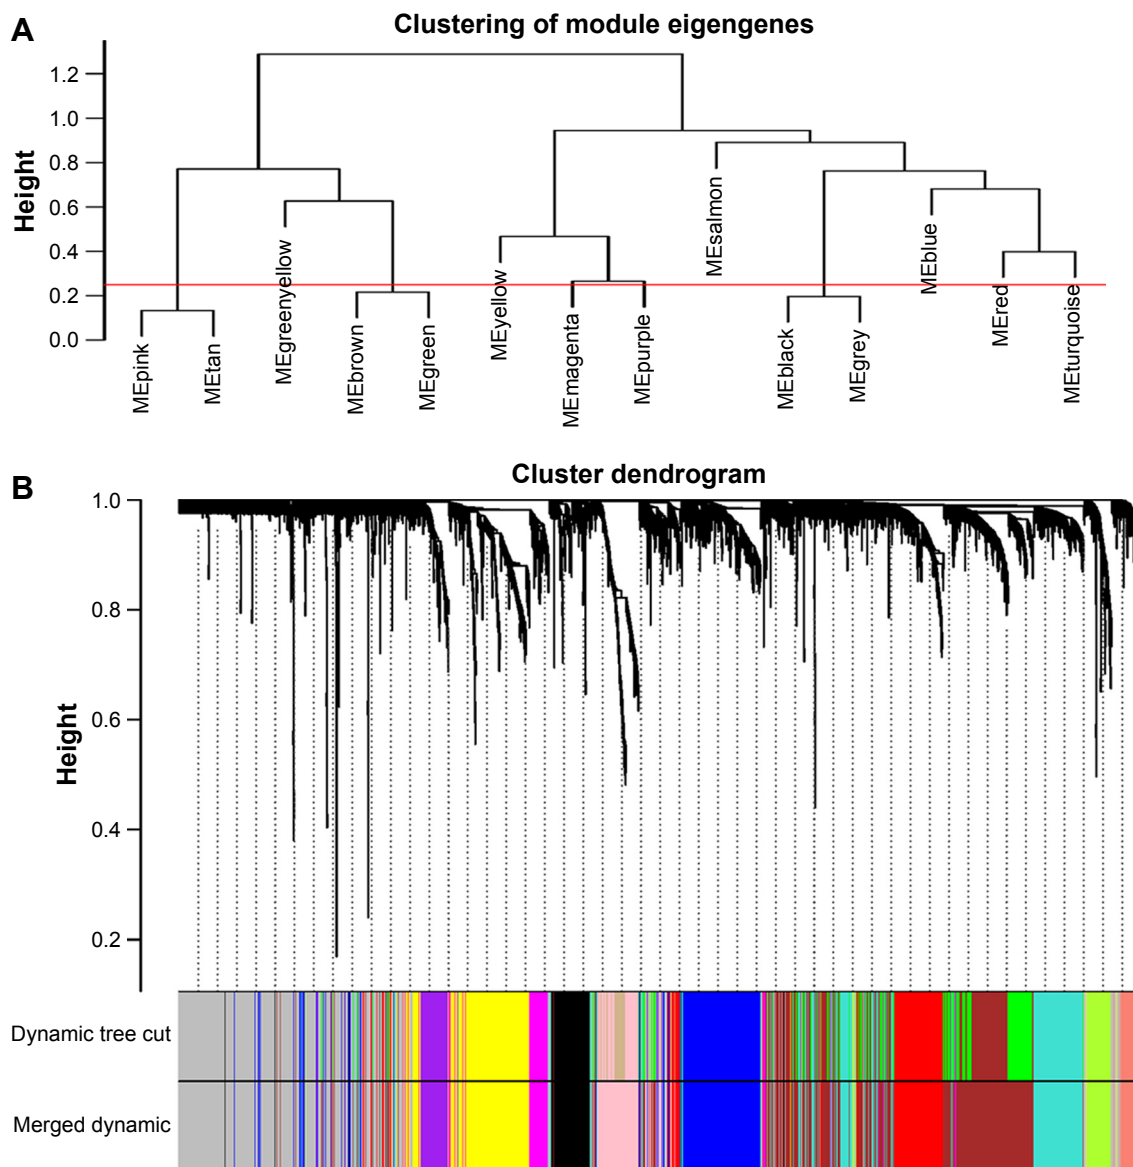 A
Clustering of module eigengenes
Height
1.2
1.0
0.8
0.6
0.4
0.2
0.0
MEpink
MEtan
MEgreenyellow
MEbrown
MEgreen
MEyellow
MEmagenta
MEpurple
MEsalmon
MEblack
MEgrey
MEblue
MEred
MEturquoise
B
Cluster dendrogram
Height
1.0
0.8
0.6
0.4
0.2
Dynamic tree cut
Merged dynamic